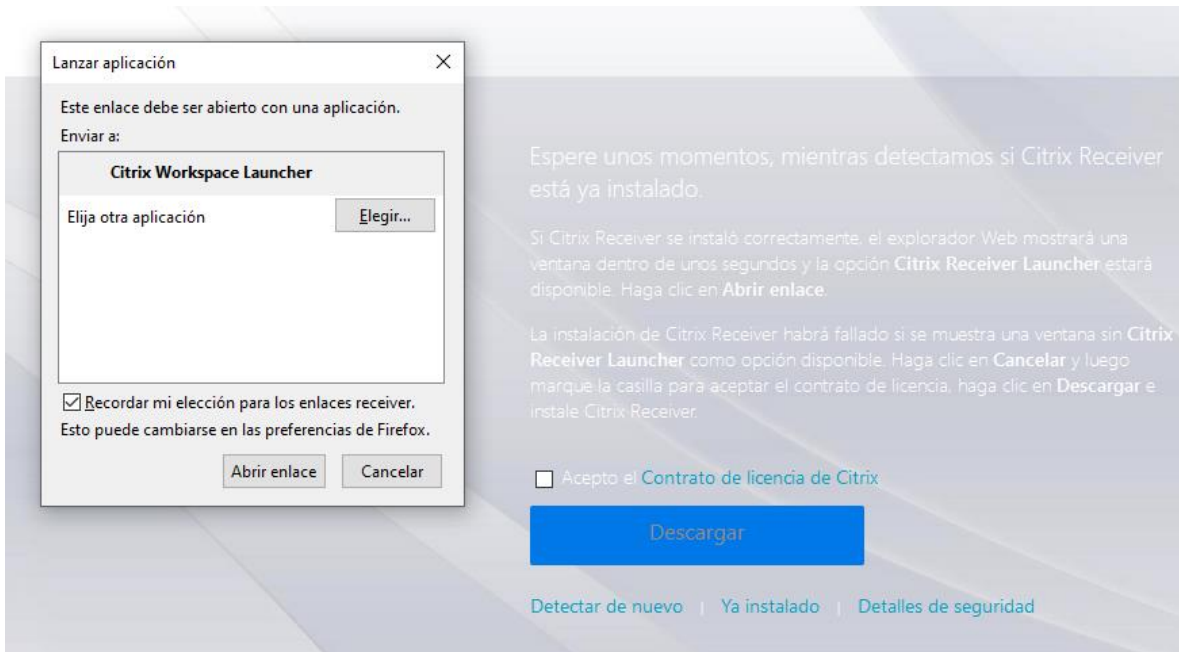 Lanzar aplicación
Este enlace debe ser abierto con una aplicación.
Enviar a:
Citrix Workspace Launcher
Elija otra aplicación
Elegir...
Recordar mi elección para los enlaces receiver.
Esto puede cambiarse en las preferencias de Firefox.
Abrir enlace
Cancelar
Espere unos momentos, mientras detectamos si Citrix Receiver
está ya instalado.
Si Citrix Receiver se instaló correctamente, el explorador Web mostrará una
ventana dentro de unos segundos y la opción Citrix Receiver Launcher estará
disponible. Haga clic en Abrir enlace.
La instalación de Citrix Receiver habrá fallado si se muestra una ventana sin Citrix
Receiver Launcher como opción disponible. Haga clic en Cancelar y luego
marque la casilla para aceptar el contrato de licencia, haga clic en Descargar e
instale Citrix Receiver.
Acepto el Contrato de licencia de Citrix
Descargar
Detectar de nuevo | Ya instalado | Detalles de seguridad